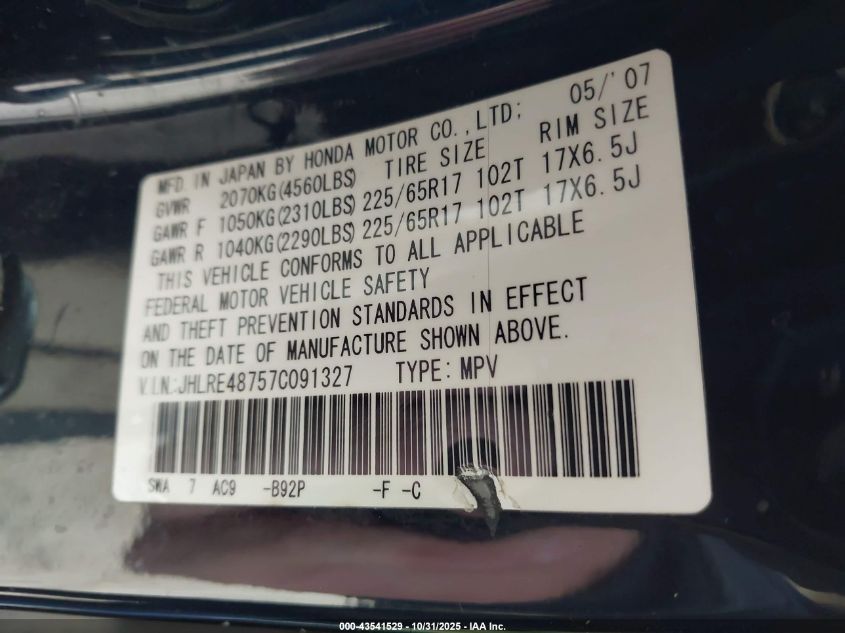 MFD. IN JAPAN BY HONDA MOTOR CO.,LTD; 05/'07
GVWR 2070KG(4560LBS) TIRE SIZE RIM SIZE
GAWR F 1050KG(2310LBS) 225/65R17 102T 17X6.5J
GAWR R 1040KG(2290LBS) 225/65R17 102T 17X6.5J
THIS VEHICLE CONFORMS TO ALL APPLICABLE
FEDERAL MOTOR VEHICLE SAFETY
AND THEFT PREVENTION STANDARDS IN EFFECT
ON THE DATE OF MANUFACTURE SHOWN ABOVE.
V.I.N.:JHLRE48757C091327 TYPE: MPV
SWA 7 AC9 -B92P -F -C
000-43541529 - 10/31/2025 - IAA Inc.